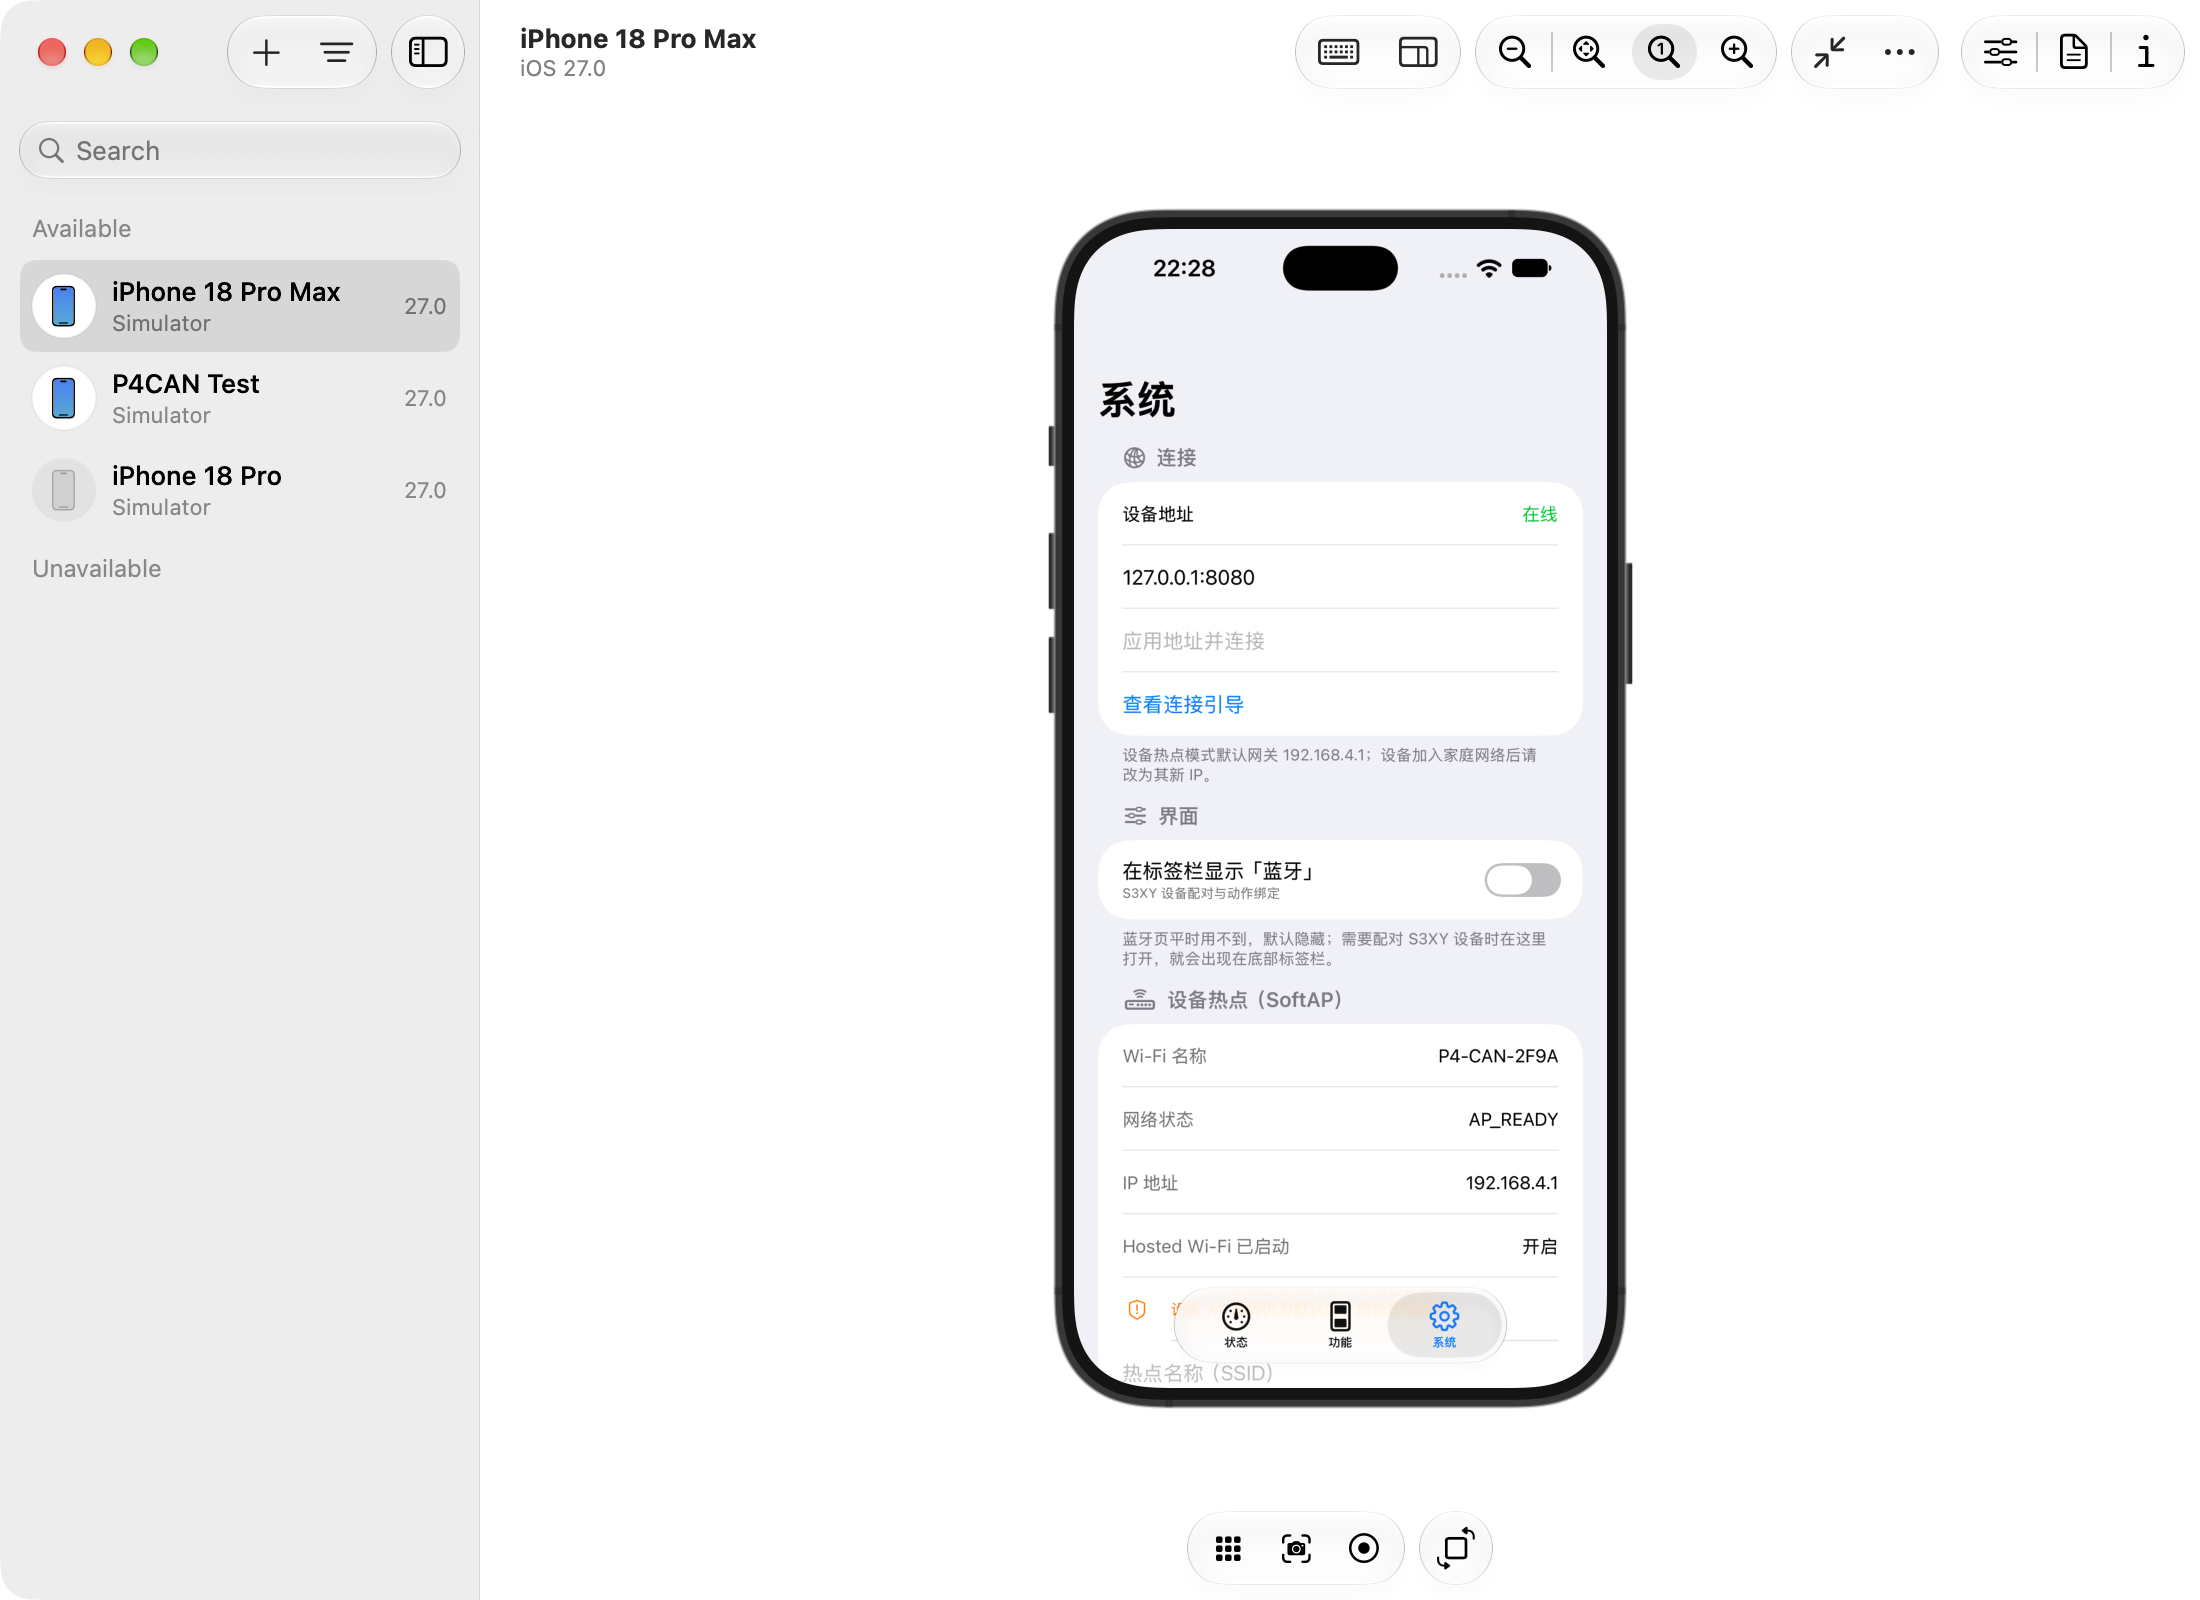 iPhone 18 Pro Max
iOS 27.0
Search
Available
iPhone 18 Pro Max
Simulator
27.0
P4CAN Test
Simulator
27.0
iPhone 18 Pro
Simulator
27.0
Unavailable
22:28
系统
连接
设备地址
在线
127.0.0.1:8080
应用地址并连接
查看连接引导
设备热点模式默认网关 192.168.4.1；设备加入家庭网络后请
改为其新 IP。
界面
在标签栏显示「蓝牙」
S3XY 设备配对与动作绑定
蓝牙页平时用不到，默认隐藏；需要配对 S3XY 设备时在这里
打开，就会出现在底部标签栏。
设备热点（SoftAP）
Wi-Fi 名称
P4-CAN-2F9A
网络状态
AP_READY
IP 地址
192.168.4.1
Hosted Wi-Fi 已启动
开启
状态
功能
系统
热点名称（SSID）